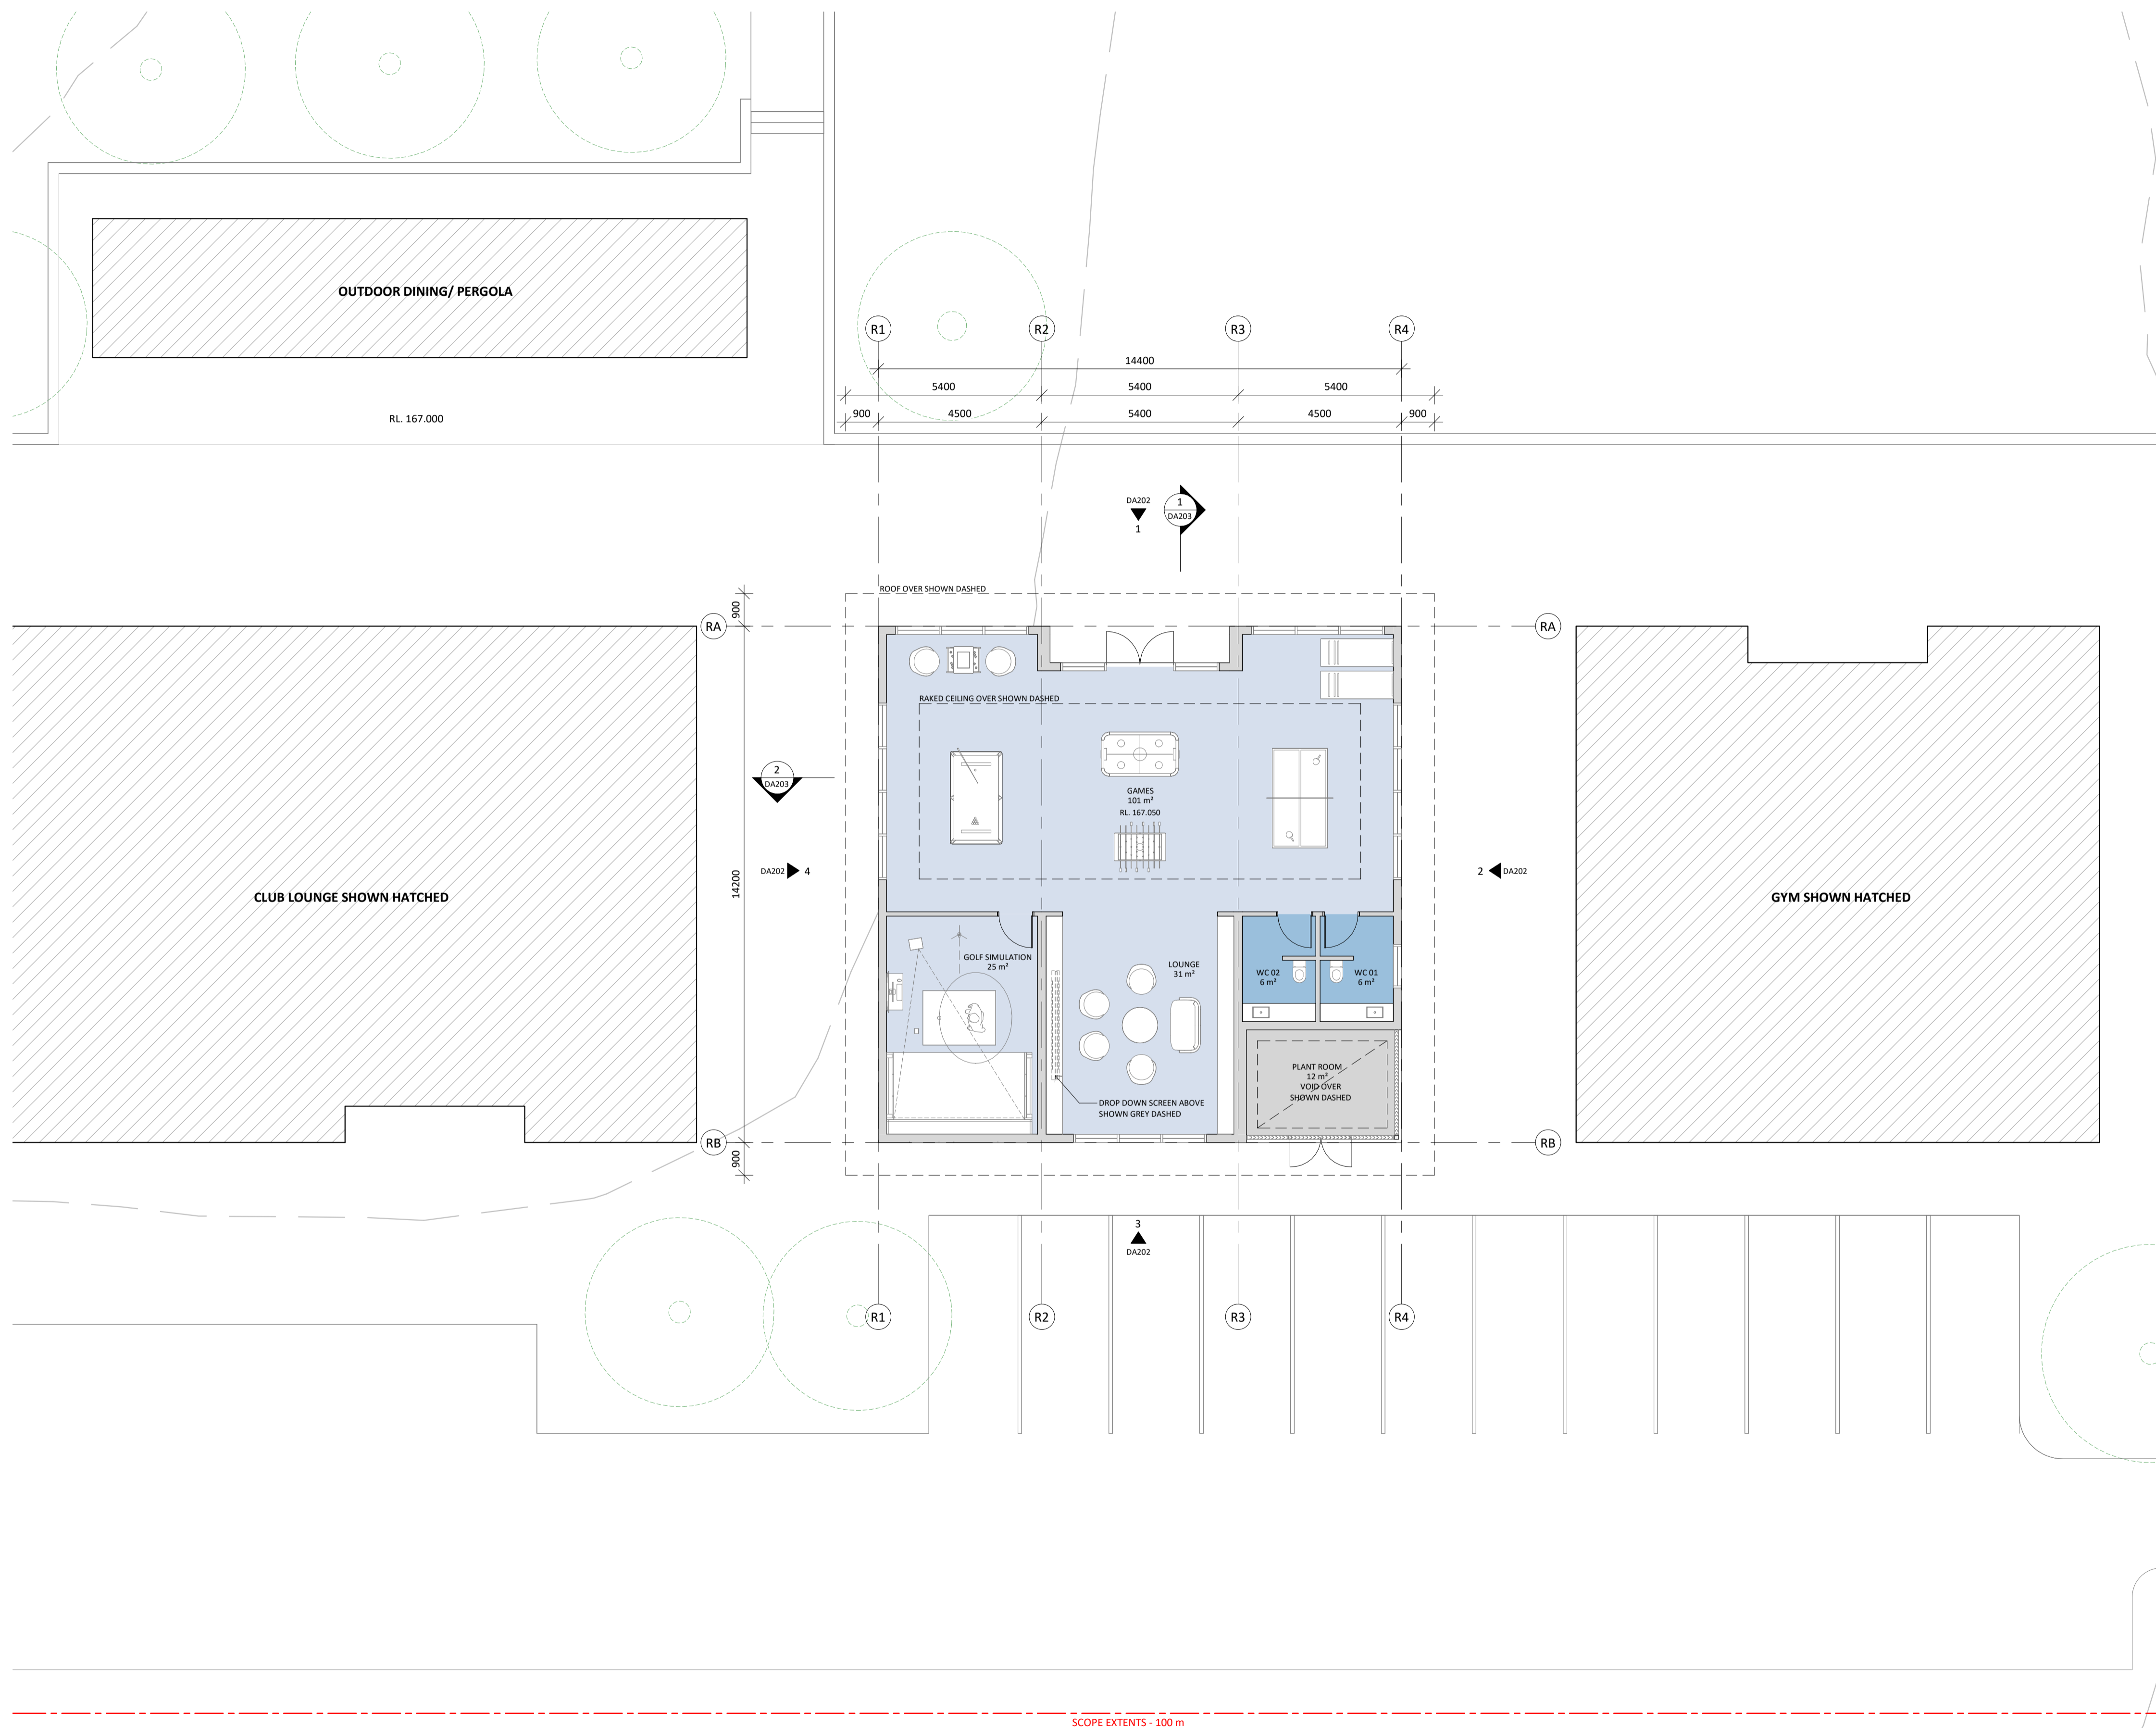 OUTDOOR DINING/ PERGOLA
RL. 167.000
R1
R2
R3
R4
14400
5400
5400
5400
900
4500
5400
4500
900
DA202
1
1
DA203
ROOF OVER SHOWN DASHED
900
RA
RA
RAKED CEILING OVER SHOWN DASHED
2
DA203
GAMES
101 m²
RL. 167.050
DA202
4
2
DA202
14200
CLUB LOUNGE SHOWN HATCHED
GYM SHOWN HATCHED
GOLF SIMULATION
25 m²
LOUNGE
31 m²
WC 02
6 m²
WC 01
6 m²
PLANT ROOM
12 m²
VOID OVER
SHOWN DASHED
DROP DOWN SCREEN ABOVE
SHOWN GREY DASHED
RB
RB
900
3
DA202
R1
R2
R3
R4
SCOPE EXTENTS - 100 m